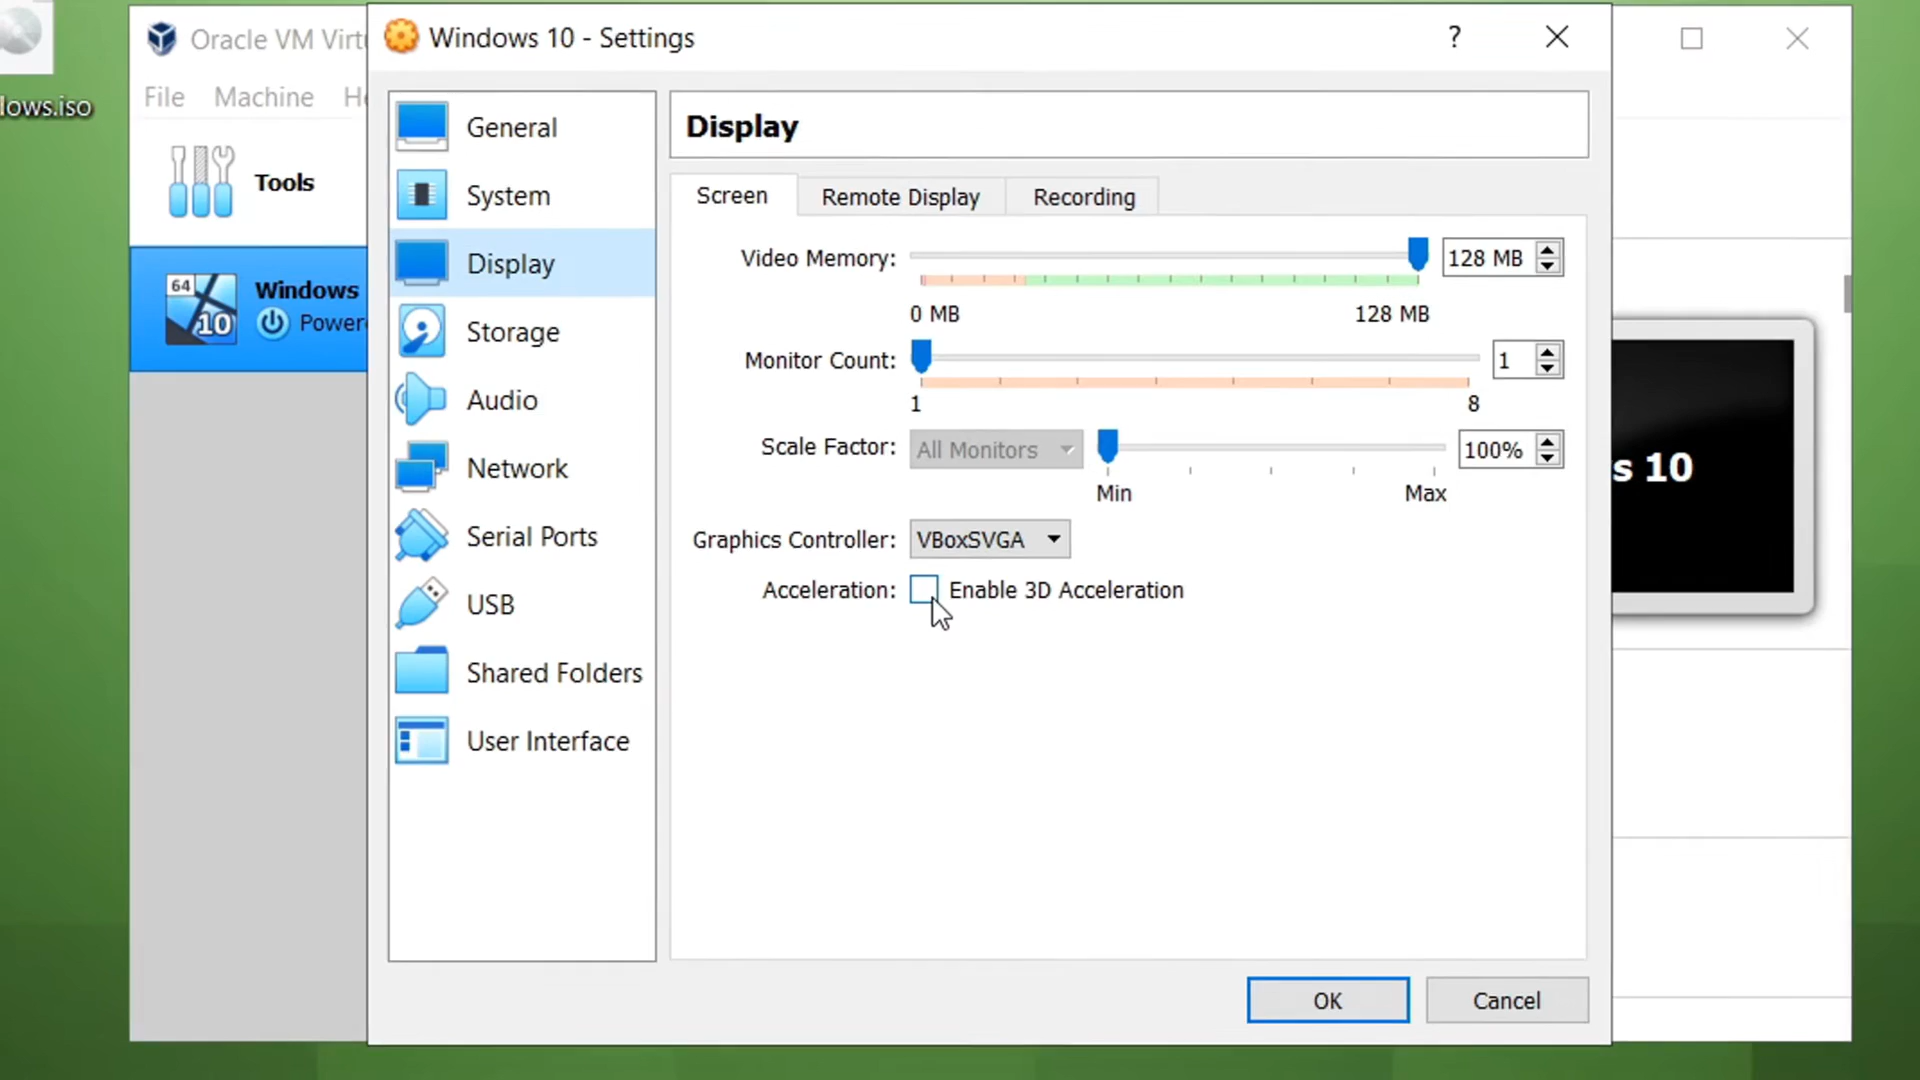 lows.iso
Oracle VM Virt
File Machine He
Tools
64
10
Windows
Power
Windows 10 - Settings
?
General
System
Display
Storage
Audio
Network
Serial Ports
USB
Shared Folders
User Interface
Display
Screen Remote Display Recording
Video Memory: 128 MB
0 MB 128 MB
Monitor Count: 1
1 8
Scale Factor: All Monitors 100%
Min Max
Graphics Controller: VBoxSVGA
Acceleration: Enable 3D Acceleration
OK Cancel
s 10